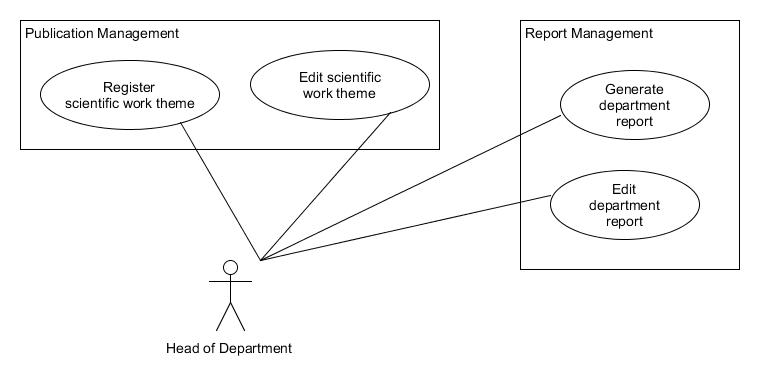 Publication Management
Register
scientific work theme
Edit scientific
work theme
Report Management
Generate
department
report
Edit
department
report
Head of Department